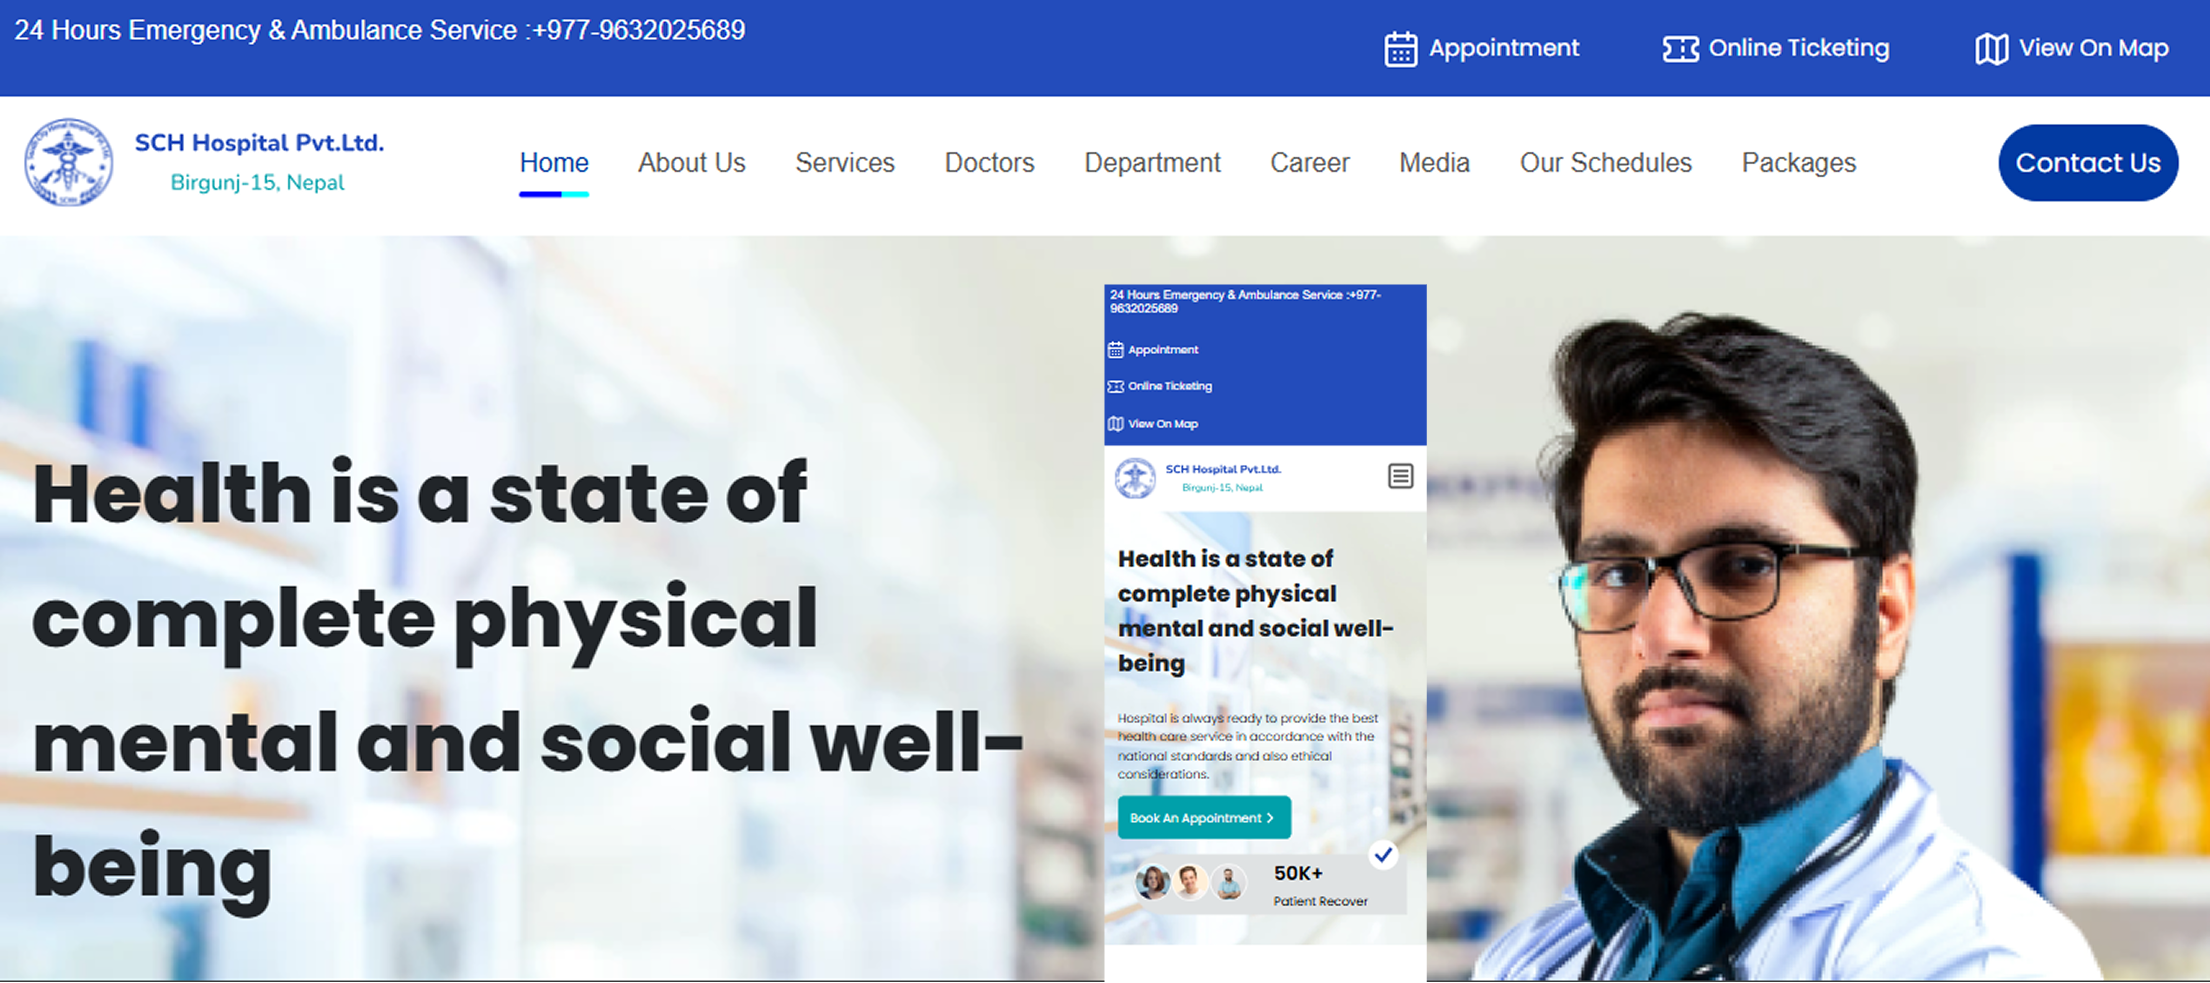 24 Hours Emergency & Ambulance Service :+977-9632025689
Appointment
Online Ticketing
View On Map
SCH Hospital Pvt.Ltd.
Birgunj-15, Nepal
Home
About Us
Services
Doctors
Department
Career
Media
Our Schedules
Packages
Contact Us
Health is a state of
complete physical
mental and social well-
being
24 Hours Emergency & Ambulance Service :+977-
9632025689
Appointment
Online Ticketing
View On Map
SCH Hospital Pvt.Ltd.
Birgunj-15, Nepal
Health is a state of
complete physical
mental and social well-
being
Hospital is always ready to provide the best
health care service in accordance with the
national standards and also ethical
considerations.
Book An Appointment
50K+
Patient Recover